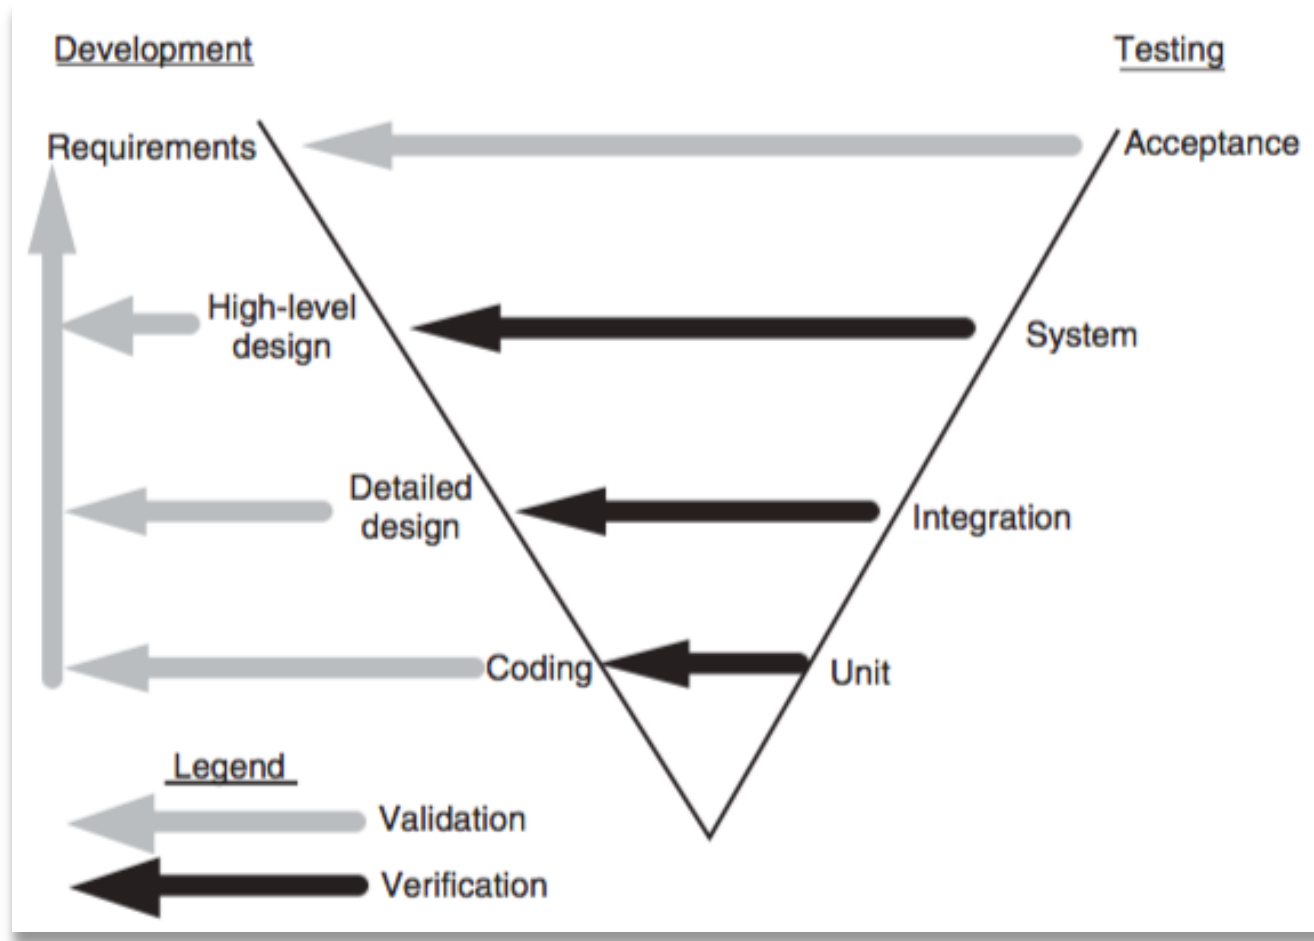 Development
Testing
Requirements
Acceptance
High-level
design
System
Detailed
design
Integration
Coding
Unit
Legend
Validation
Verification